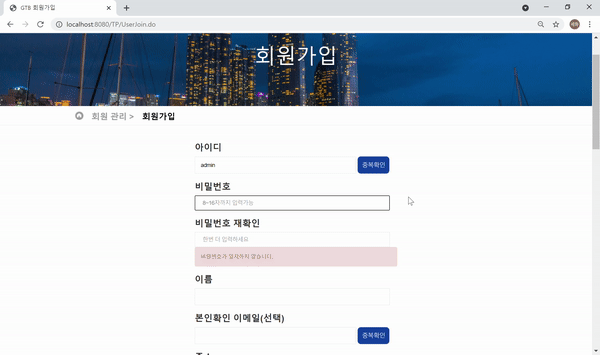 GTB 회원가입
localhost:8080/TP/UserJoin.do
회원가입
회원 관리 > 회원가입
아이디
admin
중복확인
비밀번호
8~16자까지 입력가능
비밀번호 재확인
한번 더 입력하세요
비밀번호가 일치하지 않습니다.
이름
본인확인 이메일(선택)
중복확인